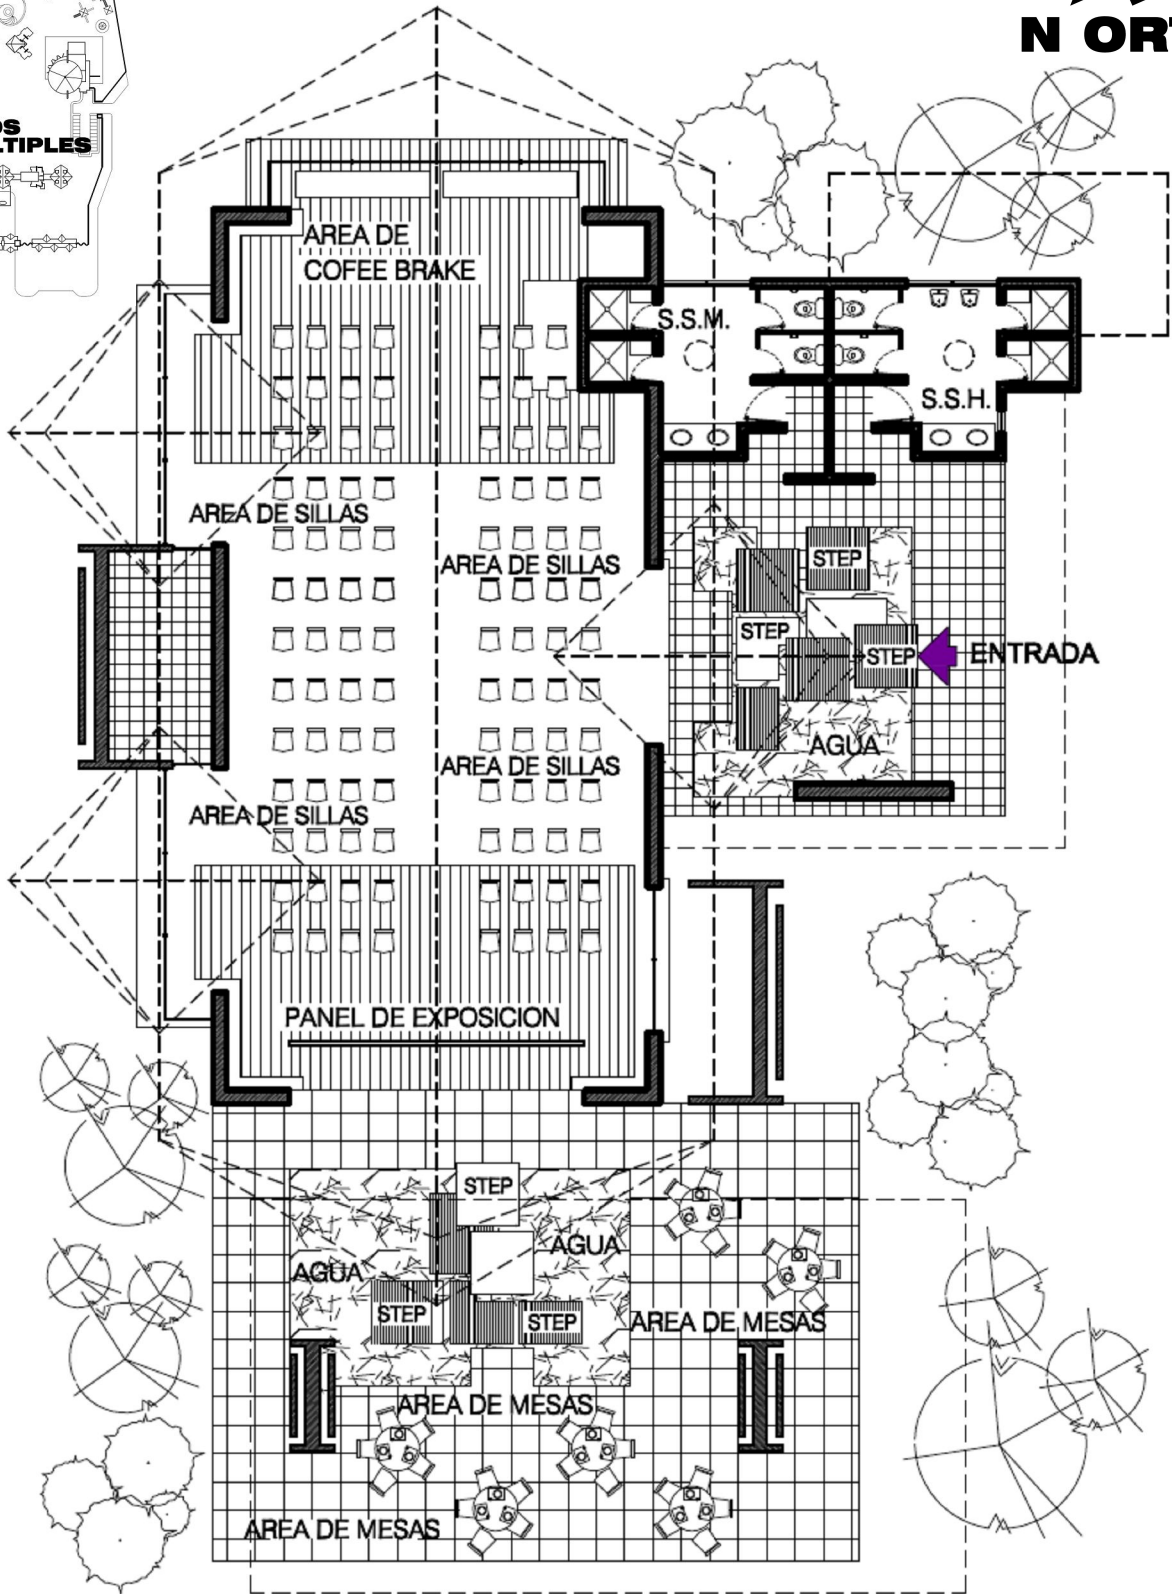 N ORT
OS
LTIPLES
AREA DE
COFEE BRAKE
S.S.M.
S.S.H.
AREA DE SILLAS
AREA DE SILLAS
STEP
STEP
STEP
ENTRADA
AGUA
AREA DE SILLAS
AREA DE SILLAS
PANEL DE EXPOSICION
STEP
AGUA
AGUA
STEP
STEP
AREA DE MESAS
AREA DE MESAS
AREA DE MESAS